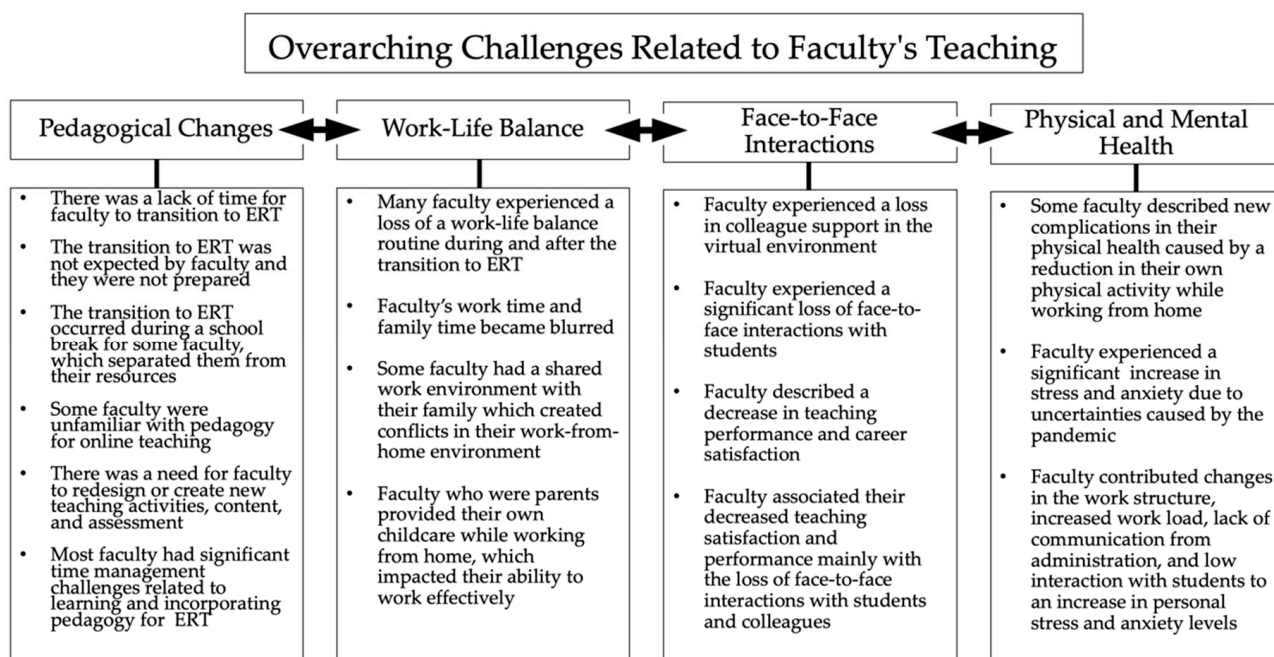 Overarching Challenges Related to Faculty's Teaching
Pedagogical Changes
• There was a lack of time for
faculty to transition to ERT
• The transition to ERT was
not expected by faculty and
they were not prepared
• The transition to ERT
occurred during a school
break for some faculty,
which separated them from
their resources
• Some faculty were
unfamiliar with pedagogy
for online teaching
• There was a need for faculty
to redesign or create new
teaching activities, content,
and assessment
• Most faculty had significant
time management
challenges related to
learning and incorporating
pedagogy for ERT
Work-Life Balance
• Many faculty experienced a
loss of a work-life balance
routine during and after the
transition to ERT
• Faculty’s work time and
family time became blurred
• Some faculty had a shared
work environment with
their family which created
conflicts in their work-from-
home environment
• Faculty who were parents
provided their own
childcare while working
from home, which
impacted their ability to
work effectively
Face-to-Face
Interactions
• Faculty experienced a loss
in colleague support in the
virtual environment
• Faculty experienced a
significant loss of face-to-
face interactions with
students
• Faculty described a
decrease in teaching
performance and career
satisfaction
• Faculty associated their
decreased teaching
satisfaction and
performance mainly with
the loss of face-to-face
interactions with students
and colleagues
Physical and Mental
Health
• Some faculty described new
complications in their
physical health caused by a
reduction in their own
physical activity while
working from home
• Faculty experienced a
significant increase in
stress and anxiety due to
uncertainties caused by the
pandemic
• Faculty contributed changes
in the work structure,
increased work load, lack of
communication from
administration, and low
interaction with students to
an increase in personal
stress and anxiety levels